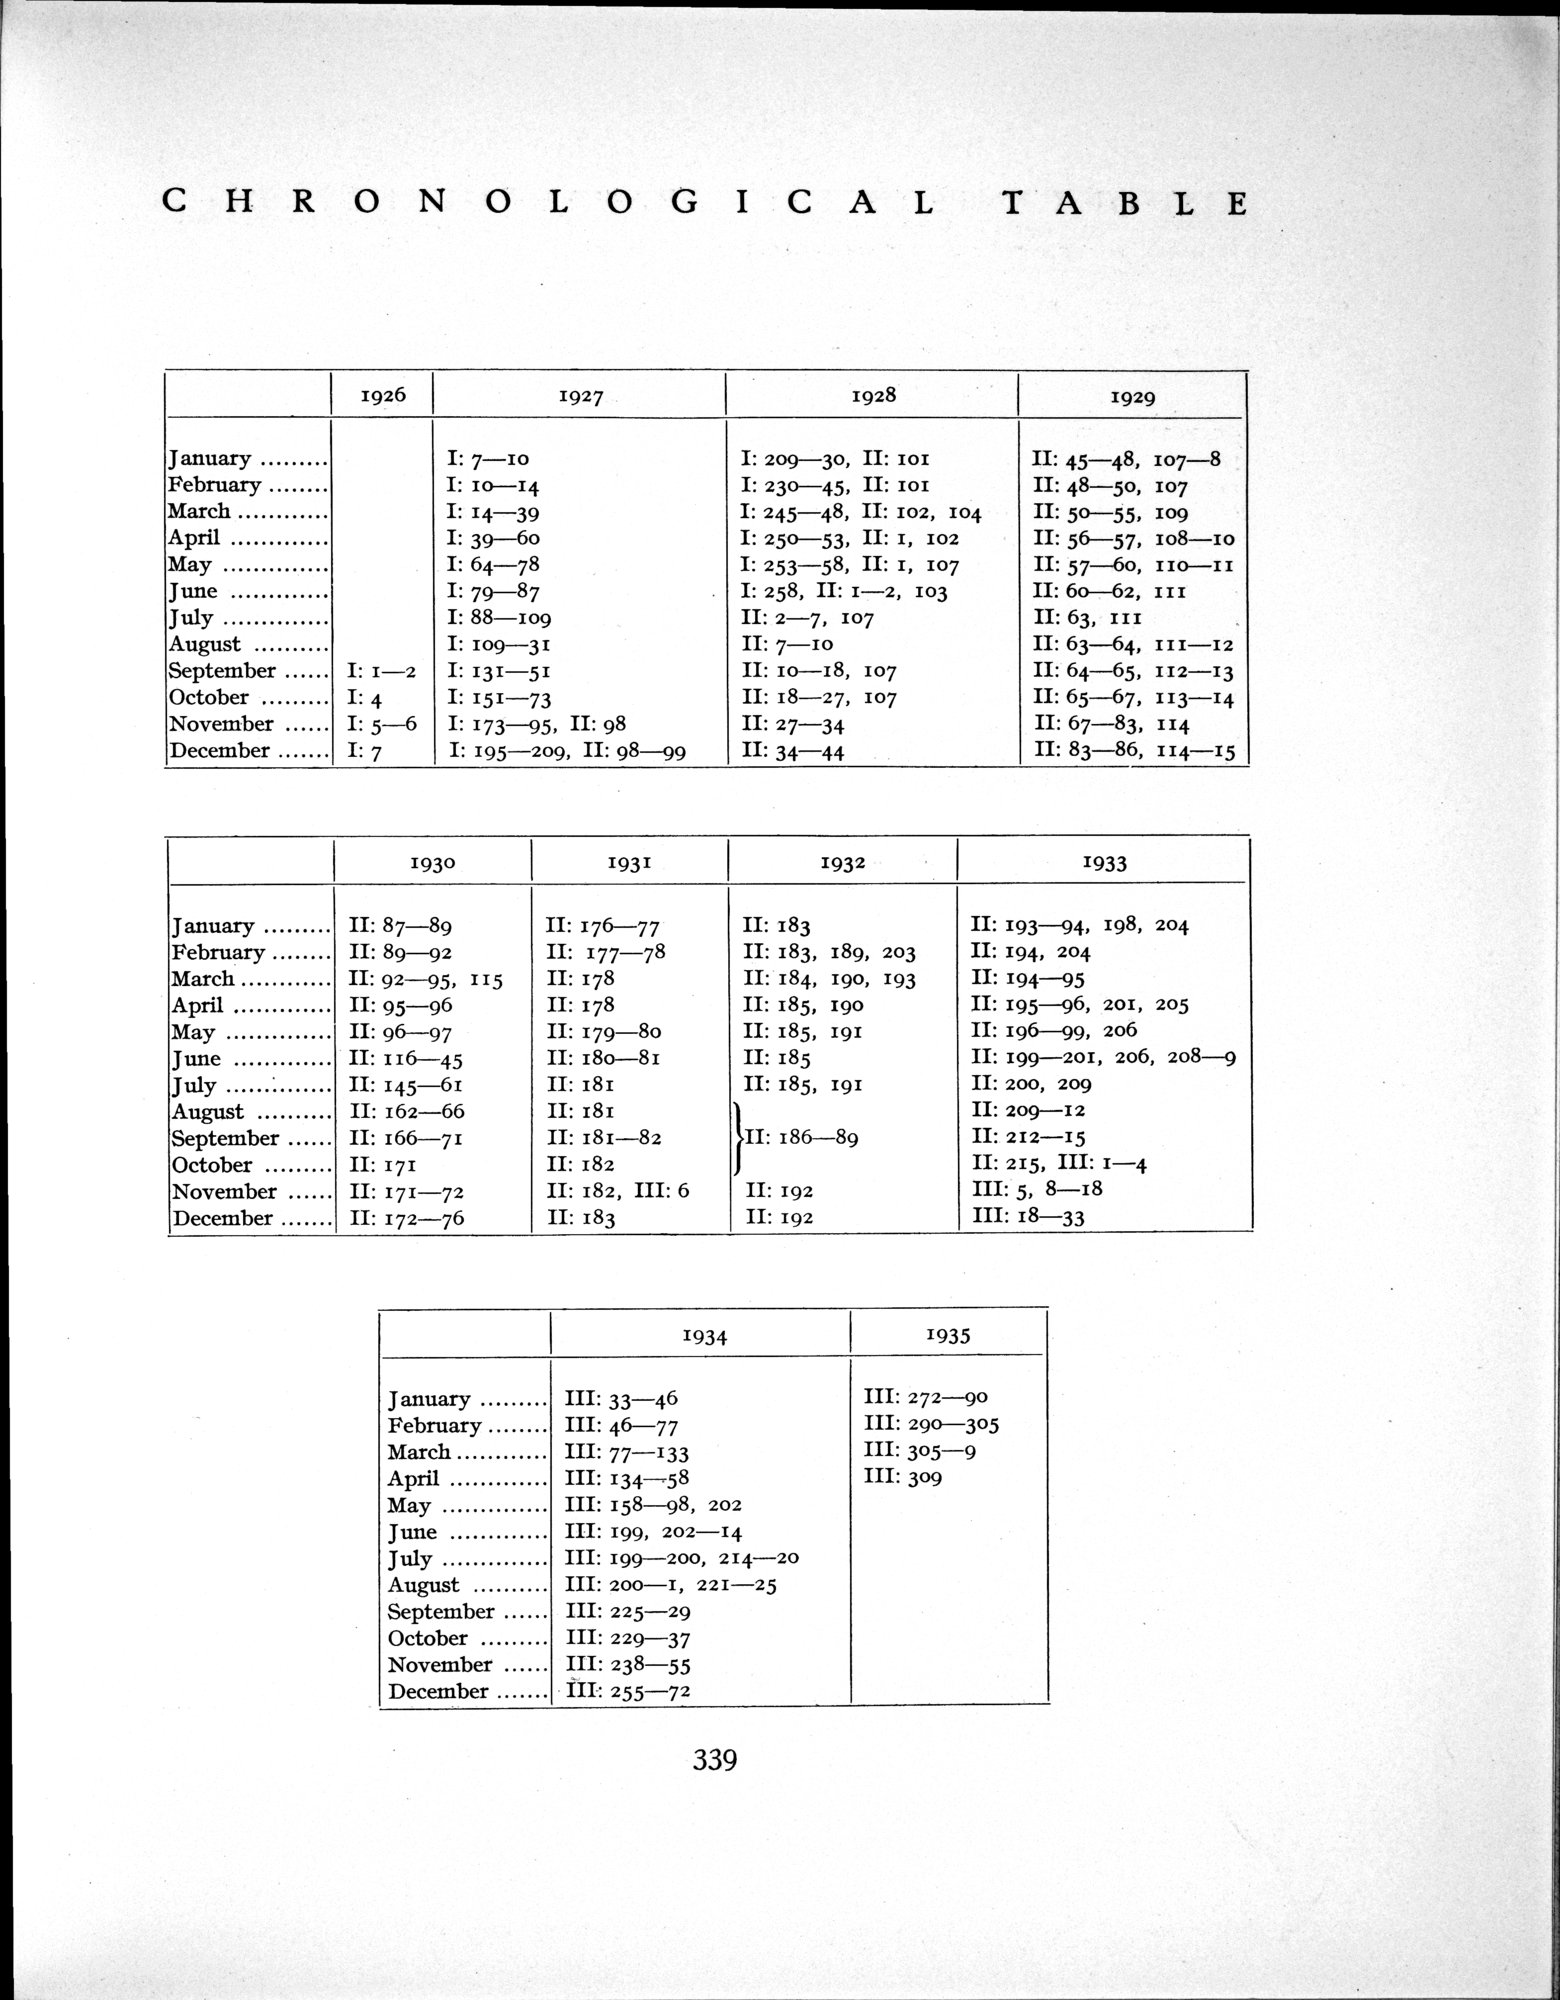 CHRONOLOGICAL TABLE
1926 1927 1928 1929
January ......... I: 7—10 I: 209—30, II: 101 II: 45—48, 107—8
February ........ I: 10—14 I: 230—45, II: 101 II: 48—50, 107
March ............ I: 14—39 I: 245—48, II: 102, 104 II: 50—55, 109
April ............. I: 39—60 I: 250—53, II: 1, 102 II: 56—57, 108—10
May .............. I: 64—78 I: 253—58, II: 1, 107 II: 57—60, 110—11
June ............. I: 79—87 I: 258, II: 1—2, 103 II: 60—62, 111
July .............. I: 88—109 II: 2—7, 107 II: 63, 111
August .......... I: 109—31 II: 7—10 II: 63—64, 111—12
September ...... I: 1—2 I: 131—51 II: 10—18, 107 II: 64—65, 112—13
October ......... I: 4 I: 151—73 II: 18—27, 107 II: 65—67, 113—14
November ...... I: 5—6 I: 173—95, II: 98 II: 27—34 II: 67—83, 114
December ....... I: 7 I: 195—209, II: 98—99 II: 34—44 II: 83—86, 114—15
1930 1931 1932 1933
January ......... II: 87—89 II: 176—77 II: 183 II: 193—94, 198, 204
February ........ II: 89—92 II: 177—78 II: 183, 189, 203 II: 194, 204
March ............ II: 92—95, 115 II: 178 II: 184, 190, 193 II: 194—95
April ............. II: 95—96 II: 178 II: 185, 190 II: 195—96, 201, 205
May .............. II: 96—97 II: 179—80 II: 185, 191 II: 196—99, 206
June ............. II: 116—45 II: 180—81 II: 185 II: 199—201, 206, 208—9
July .............. II: 145—61 II: 181 II: 185, 191 II: 200, 209
August .......... II: 162—66 II: 181 II: 209—12
September ...... II: 166—71 II: 181—82 }II: 186—89 II: 212—15
October ......... II: 171 II: 182 II: 215, III: 1—4
November ...... II: 171—72 II: 182, III: 6 II: 192 III: 5, 8—18
December ....... II: 172—76 II: 183 II: 192 III: 18—33
1934 1935
January ......... III: 33—46 III: 272—90
February ........ III: 46—77 III: 290—305
March ............ III: 77—133 III: 305—9
April ............. III: 134—58 III: 309
May .............. III: 158—98, 202
June ............. III: 199, 202—14
July .............. III: 199—200, 214—20
August .......... III: 200—1, 221—25
September ...... III: 225—29
October ......... III: 229—37
November ...... III: 238—55
December ....... III: 255—72
339